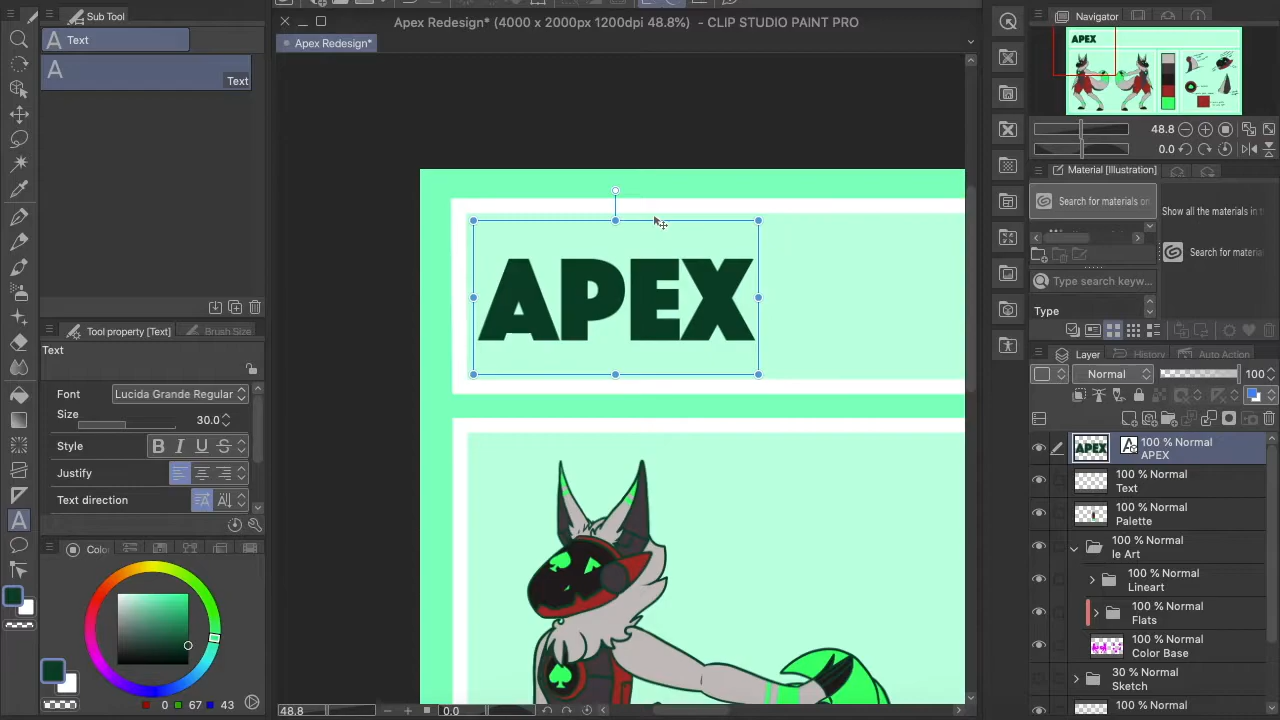 Sub Tool
Text
Text
Tool property [Text]
Brush Size
Text
Font
Lucida Grande Regular
Size
30.0
Style
B I U S
Justify
Text direction
Colo
0
67
43
Apex Redesign* (4000 x 2000px 1200dpi 48.8%) - CLIP STUDIO PAINT PRO
Apex Redesign*
APEX
48.8
0.0
Navigator
APEX
48.8
0.0
Material [Illustration]
Search for materials on
Show all the materials in t
Search for materia
Type search keyw...
Type
Layer
History
Auto Action
Normal
100
100 % Normal
APEX
100 % Normal
Text
100 % Normal
Palette
100 % Normal
le Art
100 % Normal
Lineart
100 % Normal
Flats
100 % Normal
Color Base
30 % Normal
Sketch
100 % Normal